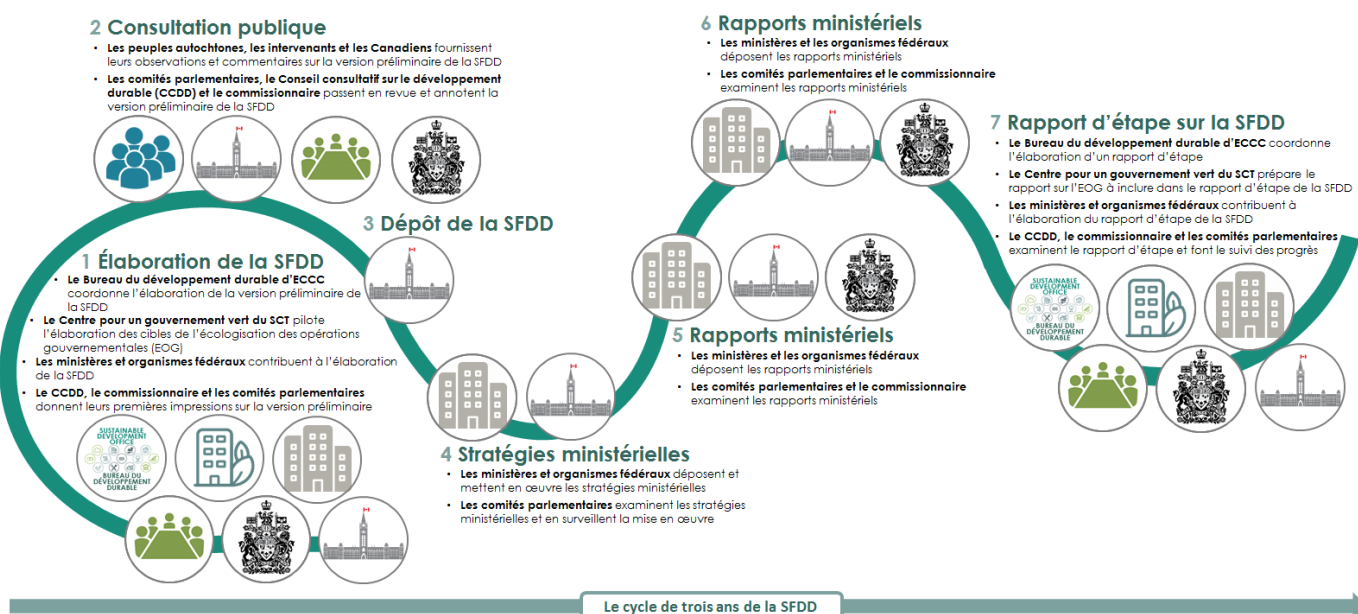 2 Consultation publique
• Les peuples autochtones, les intervenants et les Canadiens fournissent
leurs observations et commentaires sur la version préliminaire de la SFDD
• Les comités parlementaires, le Conseil consultatif sur le développement
durable (CCDD) et le commissionnaire passent en revue et annotent la
version préliminaire de la SFDD
1 Élaboration de la SFDD
• Le Bureau du développement durable d'ECCC
coordonne l'élaboration de la version préliminaire de
la SFDD
• Le Centre pour un gouvernement vert du SCT pilote
l'élaboration des cibles de l'écologisation des opérations
gouvernementales (EOG)
• Les ministères et organismes fédéraux contribuent à l'élaboration
de la SFDD
• Le CCDD, le commissionnaire et les comités parlementaires
donnent leurs premières impressions sur la version préliminaire
SUSTAINABLE
DEVELOPMENT
OFFICE
BUREAU DU
DÉVELOPPEMENT
DURABLE
3 Dépôt de la SFDD
4 Stratégies ministérielles
• Les ministères et organismes fédéraux déposent et
mettent en œuvre les stratégies ministérielles
• Les comités parlementaires examinent les stratégies
ministérielles et en surveillent la mise en œuvre
5 Rapports ministériels
• Les ministères et les organismes fédéraux
déposent les rapports ministériels
• Les comités parlementaires et le commissionnaire
examinent les rapports ministériels
6 Rapports ministériels
• Les ministères et les organismes fédéraux
déposent les rapports ministériels
• Les comités parlementaires et le commissionnaire
examinent les rapports ministériels
7 Rapport d'étape sur la SFDD
• Le Bureau du développement durable d'ECCC coordonne
l'élaboration d'un rapport d'étape
• Le Centre pour un gouvernement vert du SCT prépare le
rapport sur l'EOG à inclure dans le rapport d'étape de la SFDD
• Les ministères et organismes fédéraux contribuent à
l'élaboration du rapport d'étape de la SFDD
• Le CCDD, le commissionnaire et les comités parlementaires
examinent le rapport d'étape et font le suivi des progrès
SUSTAINABLE
DEVELOPMENT
OFFICE
BUREAU DU
DÉVELOPPEMENT
DURABLE
Le cycle de trois ans de la SFDD